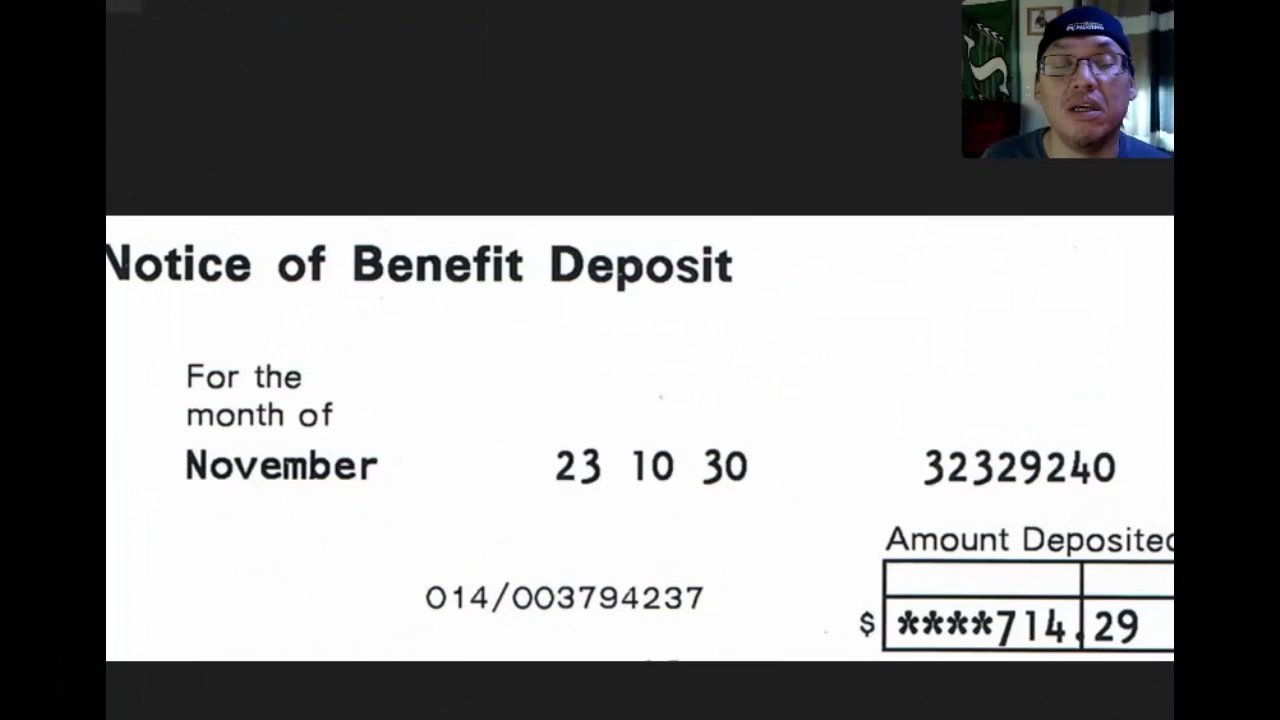 Notice of Benefit Deposit
For the
month of
November 23 10 30 32329240
Amount Deposited
014/003794237
$ ****714.29